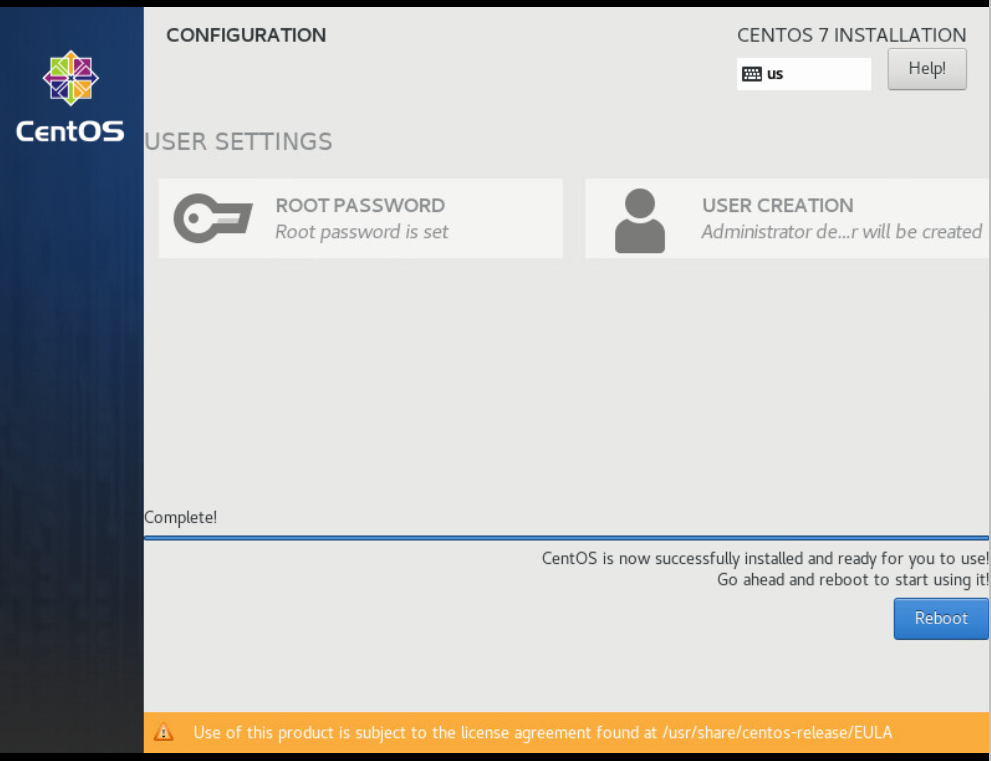 CentOS
CONFIGURATION
CENTOS 7 INSTALLATION
us
Help!
USER SETTINGS
ROOT PASSWORD
Root password is set
USER CREATION
Administrator de...r will be created
Complete!
CentOS is now successfully installed and ready for you to use!
Go ahead and reboot to start using it!
Reboot
Use of this product is subject to the license agreement found at /usr/share/centos-release/EULA